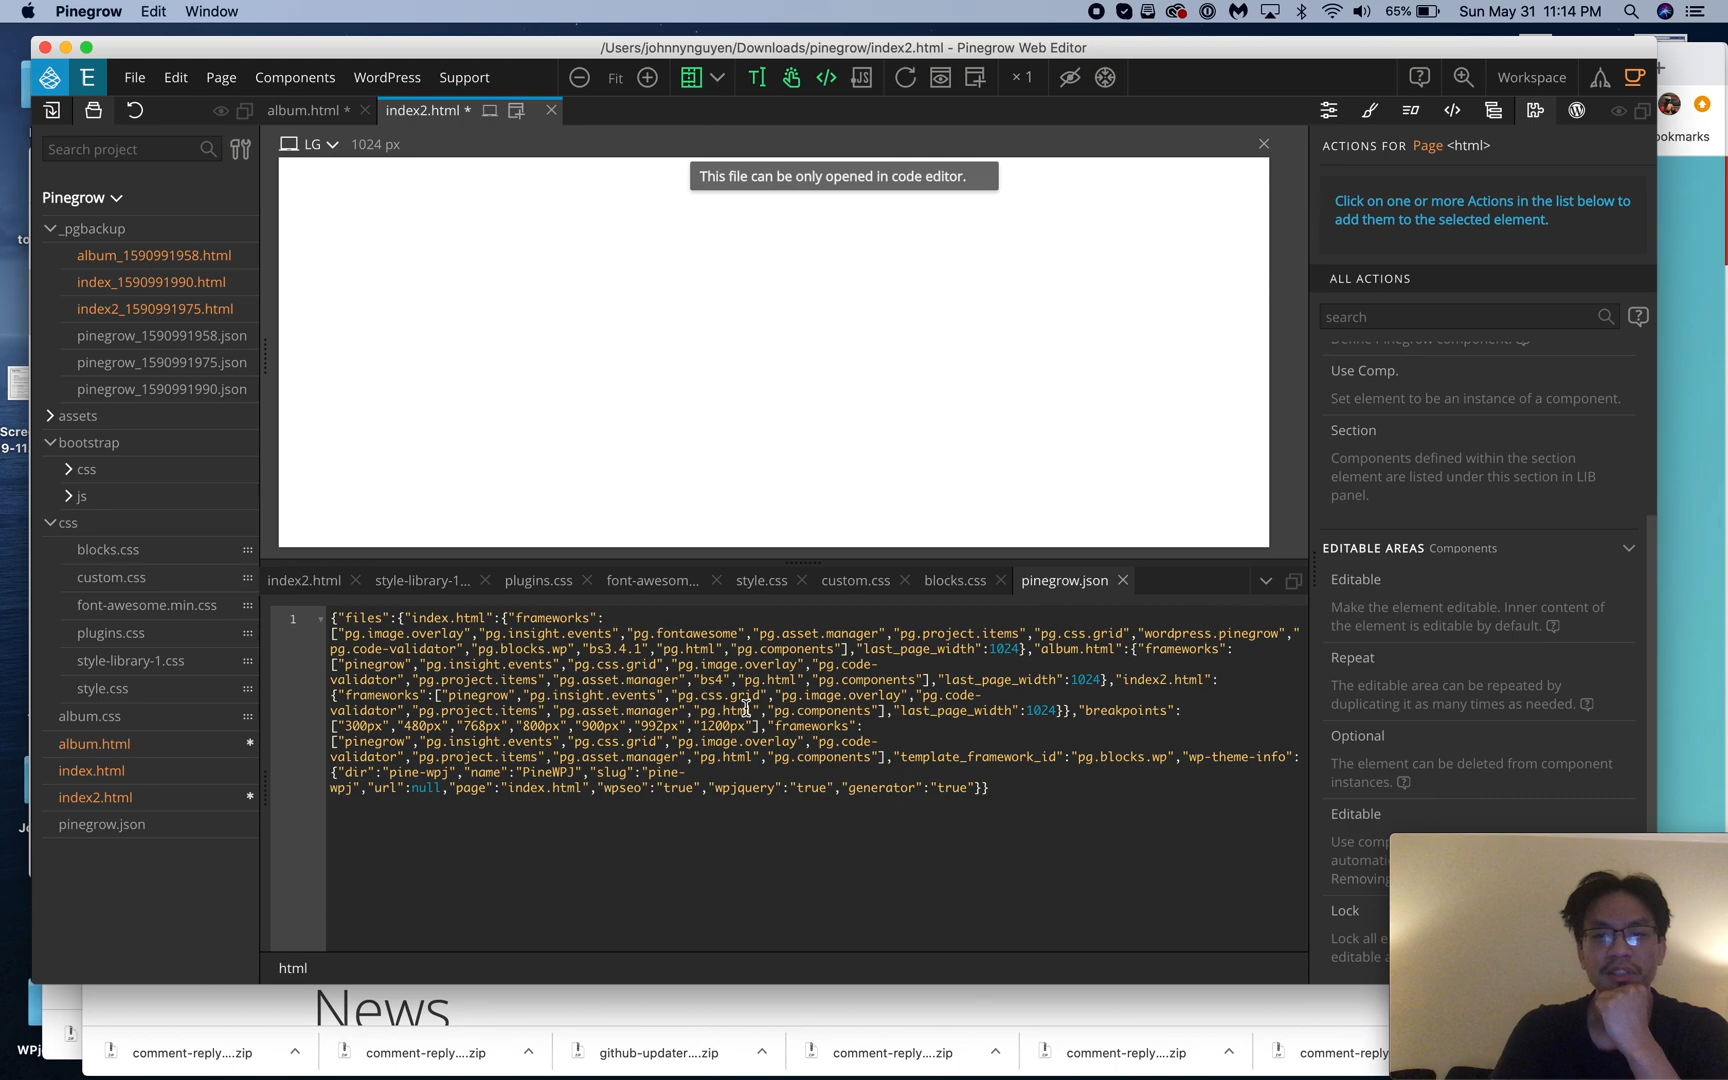 Pinegrow Edit Window
65% Sun May 31 11:14 PM
/Users/johnnynguyen/Downloads/pinegrow/index2.html - Pinegrow Web Editor
E File Edit Page Components WordPress Support Fit × 1 Workspace
album.html * index2.html *
Search project
LG 1024 px
ACTIONS FOR Page <html>
ookmarks
This file can be only opened in code editor.
Click on one or more Actions in the list below to
add them to the selected element.
Pinegrow
_pgbackup
album_1590991958.html
index_1590991990.html
index2_1590991975.html
pinegrow_1590991958.json
pinegrow_1590991975.json
pinegrow_1590991990.json
assets
bootstrap
css
js
css
blocks.css
custom.css
font-awesome.min.css
plugins.css
style-library-1.css
style.css
album.css
album.html *
index.html
index2.html *
pinegrow.json
ALL ACTIONS
search
Define Pinegrow component.
Use Comp.
Set element to be an instance of a component.
Section
Components defined within the section
element are listed under this section in LIB
panel.
EDITABLE AREAS Components
Editable
Make the element editable. Inner content of
the element is editable by default.
Repeat
The editable area can be repeated by
duplicating it as many times as needed.
Optional
The element can be deleted from component
instances.
Editable
Use comp
automatic
Removing
Lock
Lock all e
editable a
index2.html style-library-1... plugins.css font-awesom... style.css custom.css blocks.css pinegrow.json
1 {"files":{"index.html":{"frameworks":
["pg.image.overlay","pg.insight.events","pg.fontawesome","pg.asset.manager","pg.project.items","pg.css.grid","wordpress.pinegrow","
pg.code-validator","pg.blocks.wp","bs3.4.1","pg.html","pg.components"],"last_page_width":1024},"album.html":{"frameworks":
["pinegrow","pg.insight.events","pg.css.grid","pg.image.overlay","pg.code-
validator","pg.project.items","pg.asset.manager","bs4","pg.html","pg.components"],"last_page_width":1024},"index2.html":
{"frameworks":["pinegrow","pg.insight.events","pg.css.grid","pg.image.overlay","pg.code-
validator","pg.project.items","pg.asset.manager","pg.html","pg.components"],"last_page_width":1024}},"breakpoints":
["300px","480px","768px","800px","900px","992px","1200px"],"frameworks":
["pinegrow","pg.insight.events","pg.css.grid","pg.image.overlay","pg.code-
validator","pg.project.items","pg.asset.manager","pg.html","pg.components"],"template_framework_id":"pg.blocks.wp","wp-theme-info":
{"dir":"pine-wpj","name":"PineWPJ","slug":"pine-
wpj","url":null,"page":"index.html","wpseo":"true","wpjquery":"true","generator":"true"}}
html
to
Scre
9-11
Jo
WPj
News
comment-reply....zip comment-reply....zip github-updater....zip comment-reply....zip comment-reply....zip comment-reply